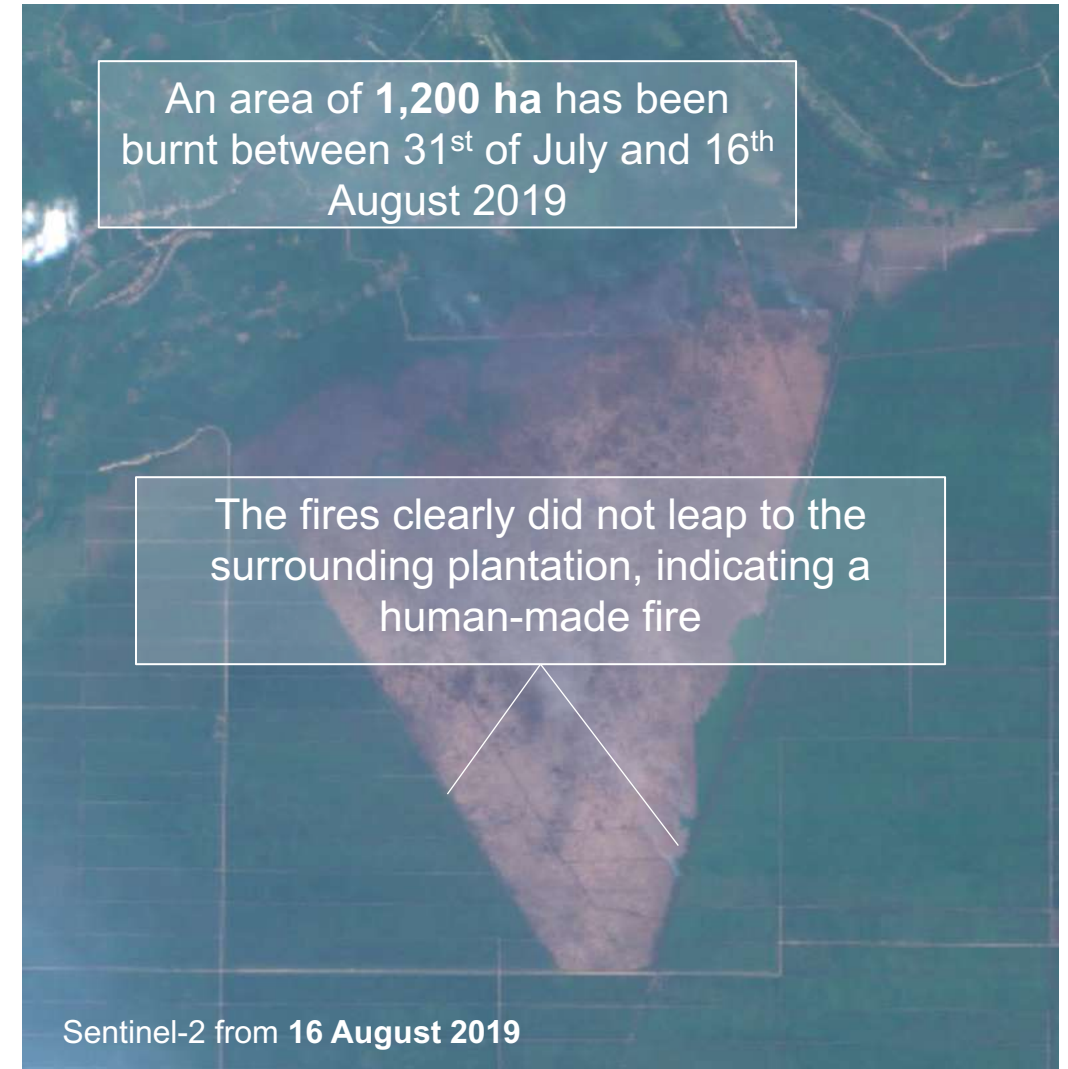 An area of 1,200 ha has been
burnt between 31st of July and 16th
August 2019
The fires clearly did not leap to the
surrounding plantation, indicating a
human-made fire
Sentinel-2 from 16 August 2019